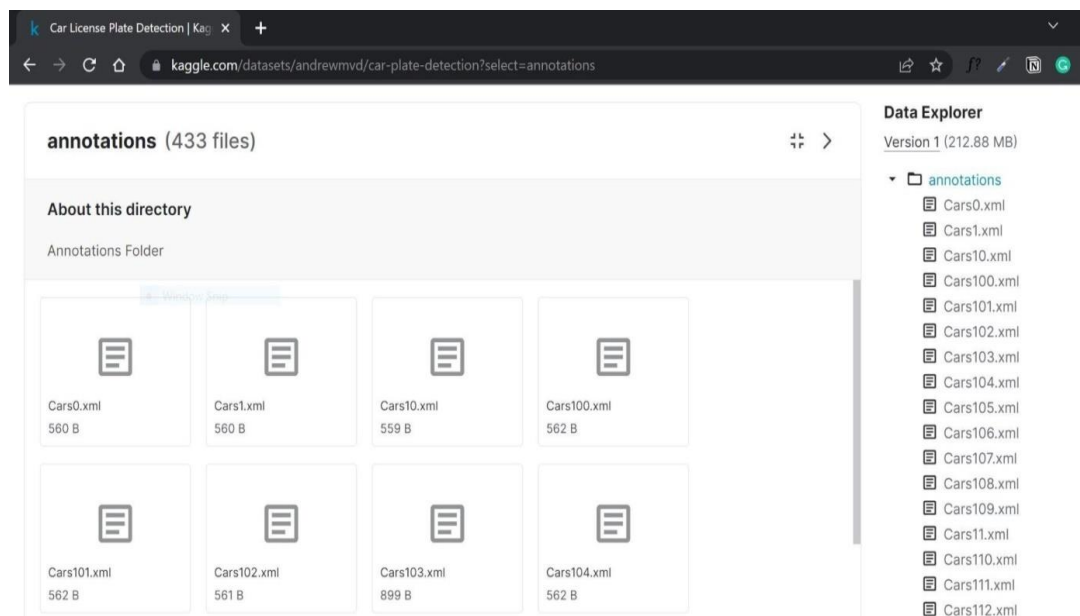 Car License Plate Detection | Kag
kaggle.com/datasets/andrewmvd/car-plate-detection?select=annotations
annotations (433 files)
About this directory
Annotations Folder
Window Snip
Cars0.xml
560 B
Cars1.xml
560 B
Cars10.xml
559 B
Cars100.xml
562 B
Cars101.xml
562 B
Cars102.xml
561 B
Cars103.xml
899 B
Cars104.xml
562 B
Data Explorer
Version 1 (212.88 MB)
annotations
Cars0.xml
Cars1.xml
Cars10.xml
Cars100.xml
Cars101.xml
Cars102.xml
Cars103.xml
Cars104.xml
Cars105.xml
Cars106.xml
Cars107.xml
Cars108.xml
Cars109.xml
Cars11.xml
Cars110.xml
Cars111.xml
Cars112.xml